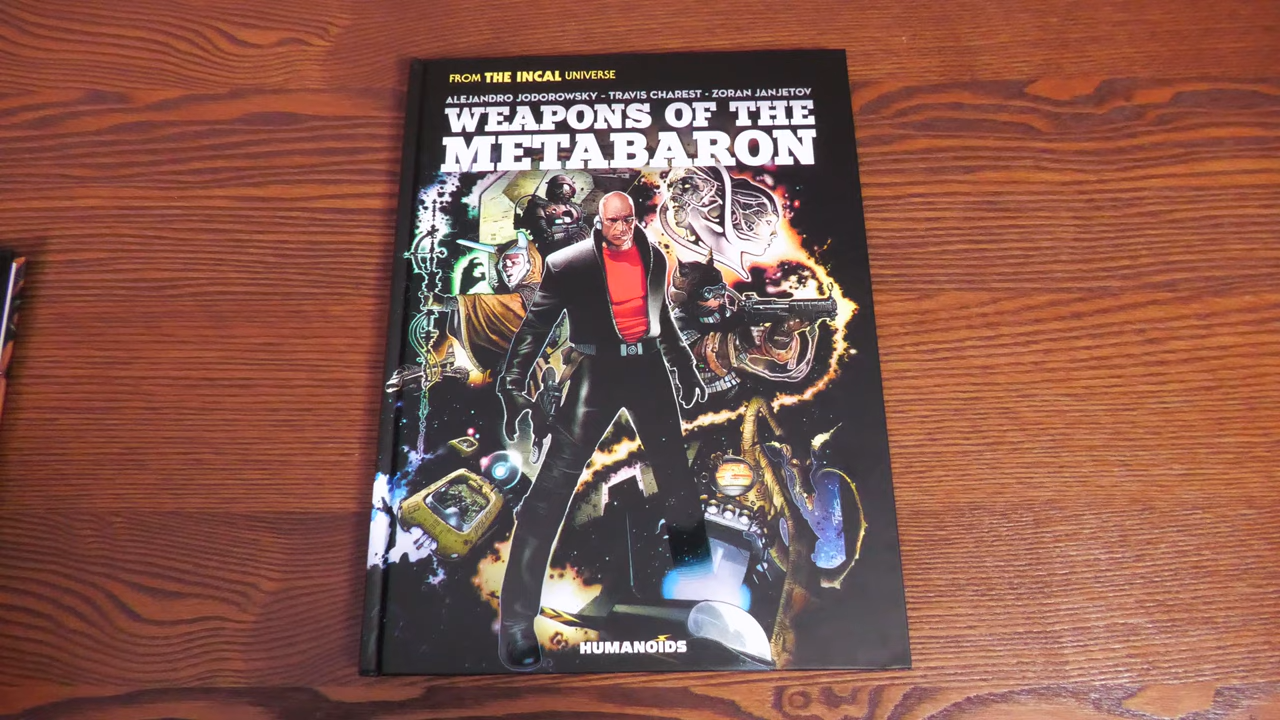 FROM THE INCAL UNIVERSE
ALEJANDRO JODOROWSKY - TRAVIS CHAREST - ZORAN JANJETOV
WEAPONS OF THE
METABARON
HUMANOIDS